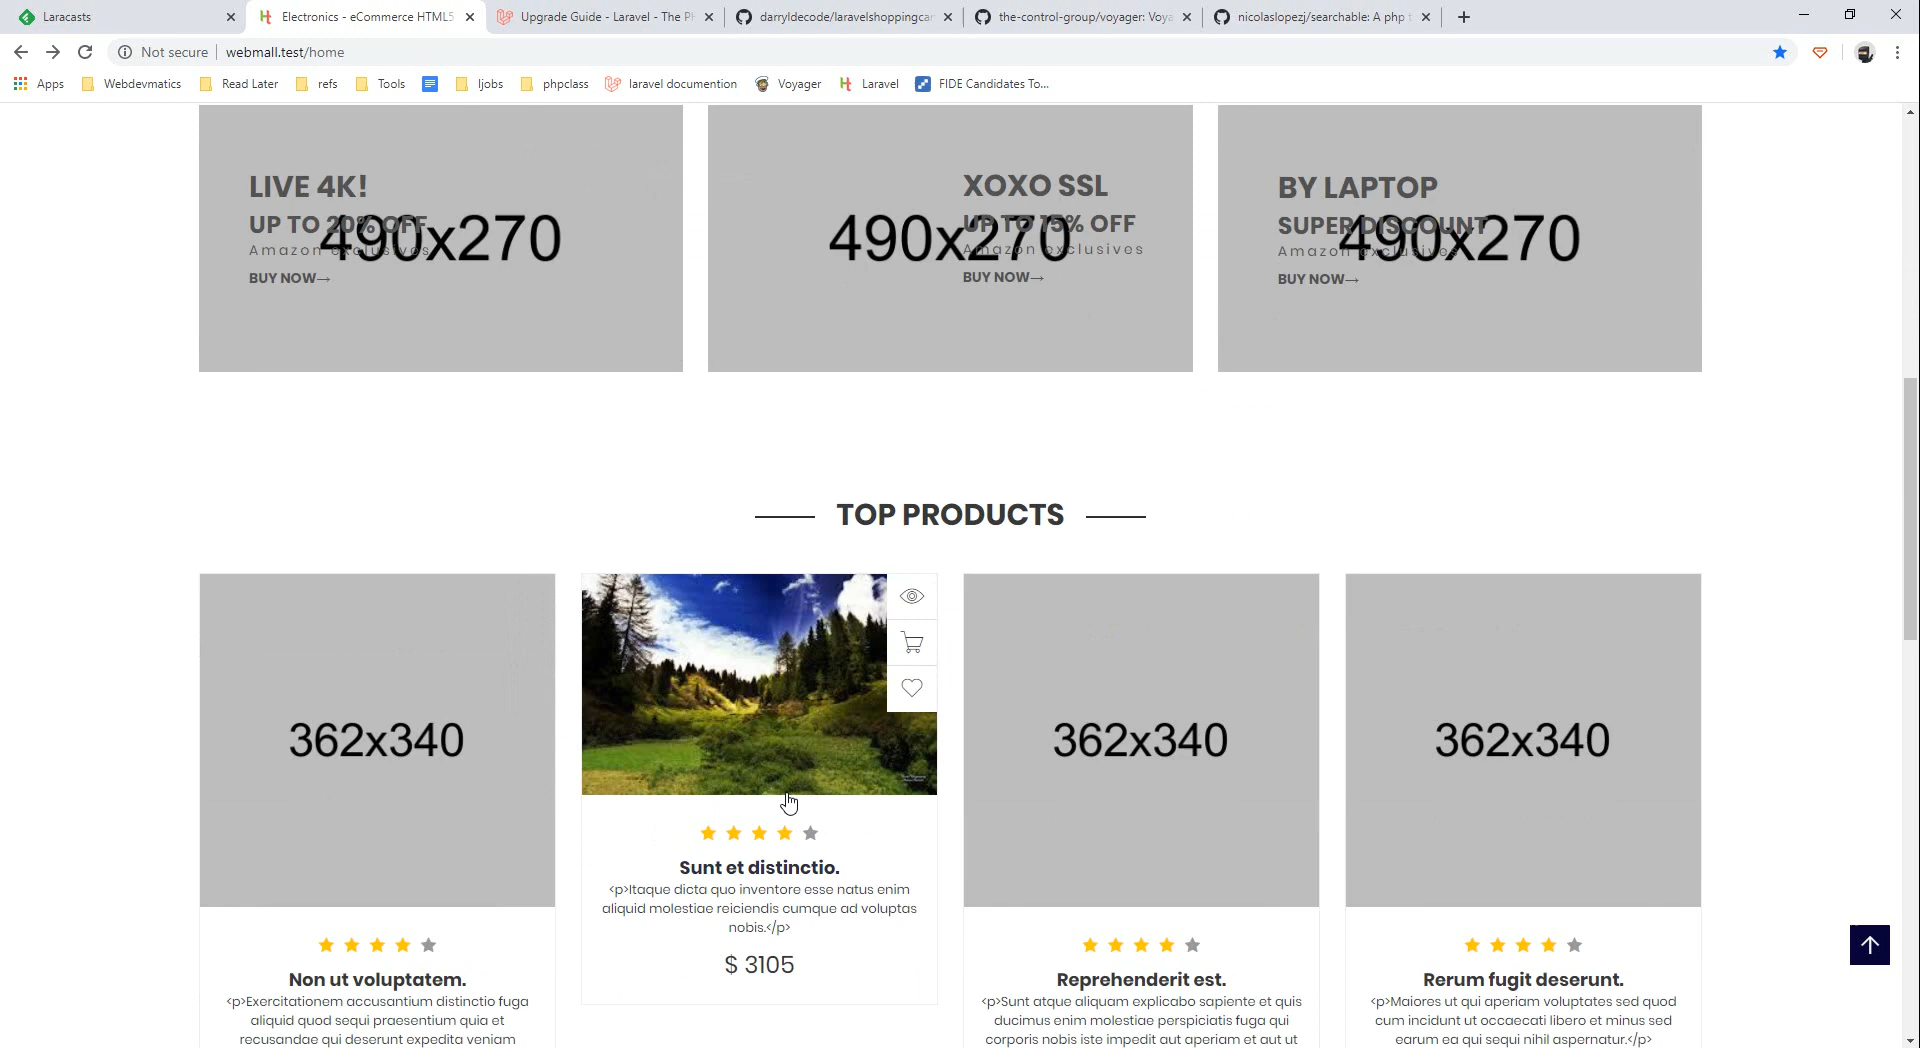 Laracasts
Electronics - eCommerce HTML5
Upgrade Guide - Laravel - The P
darryldecode/laravelshoppingcar
the-control-group/voyager: Voya
nicolaslopezj/searchable: A php t
Not secure
webmall.test/home
Apps
Webdevmatics
Read Later
refs
Tools
ljobs
phpclass
laravel documention
Voyager
Laravel
FIDE Candidates To...
LIVE 4K!
UP TO 20% OFF
Amazon exclusives
BUY NOW→
490x270
XOXO SSL
UP TO 15% OFF
Amazon exclusives
BUY NOW→
490x270
BY LAPTOP
SUPER DISCOUNT
Amazon exclusives
BUY NOW→
490x270
TOP PRODUCTS
362x340
Non ut voluptatem.
<p>Exercitationem accusantium distinctio fuga
aliquid quod sequi praesentium quia et
recusandae qui deserunt expedita veniam
Sunt et distinctio.
<p>Itaque dicta quo inventore esse natus enim
aliquid molestiae reiciendis cumque ad voluptas
nobis.</p>
$ 3105
362x340
Reprehenderit est.
<p>Sunt atque aliquam explicabo sapiente et quis
ducimus enim molestiae perspiciatis fuga qui
corporis nobis iste impedit aut aperiam et aut ut
362x340
Rerum fugit deserunt.
<p>Maiores ut qui aperiam voluptates sed quod
cum incidunt ut occaecati libero et minus sed
earum ea qui sequi nihil aspernatur.</p>